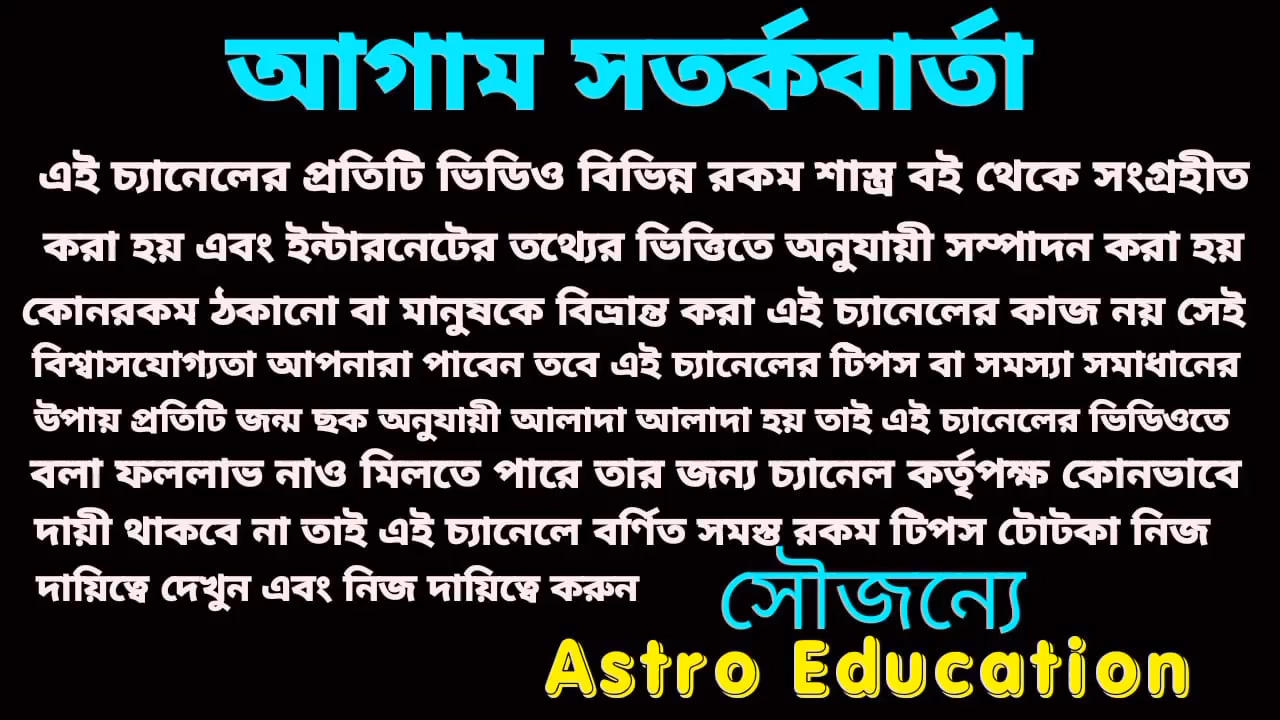 আগাম সতর্কবার্তা
এই চ্যানেলের প্রতিটি ভিডিও বিভিন্ন রকম শাস্ত্র বই থেকে সংগ্রহীত
করা হয় এবং ইন্টারনেটের তথ্যের ভিত্তিতে অনুযায়ী সম্পাদন করা হয়
কোনরকম ঠকানো বা মানুষকে বিভ্রান্ত করা এই চ্যানেলের কাজ নয় সেই
বিশ্বাসযোগ্যতা আপনারা পাবেন তবে এই চ্যানেলের টিপস বা সমস্যা সমাধানের
উপায় প্রতিটি জন্ম ছক অনুযায়ী আলাদা আলাদা হয় তাই এই চ্যানেলের ভিডিওতে
বলা ফললাভ নাও মিলতে পারে তার জন্য চ্যানেল কর্তৃপক্ষ কোনভাবে
দায়ী থাকবে না তাই এই চ্যানেলে বর্ণিত সমস্ত রকম টিপস টোটকা নিজ
দায়িত্বে দেখুন এবং নিজ দায়িত্বে করুন
সৌজন্যে
Astro Education